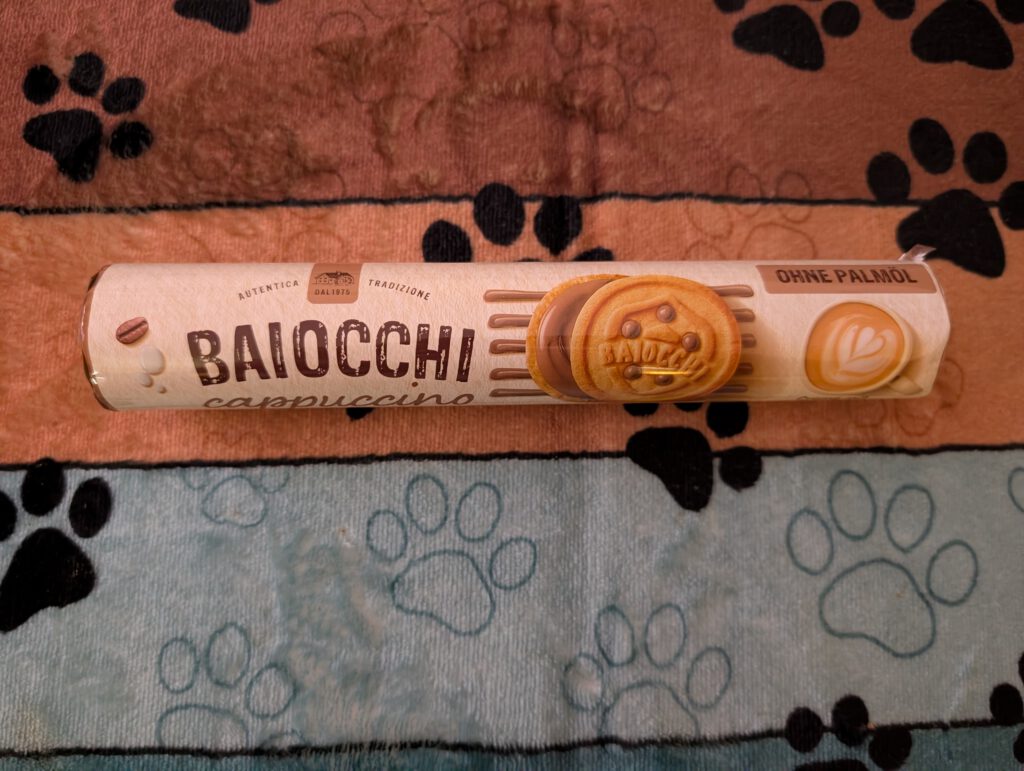 AUTENTICA TRADIZIONE
DAL 1975
BAIOCCHI
cappuccino
BAIOCCHI
OHNE PALMÖL